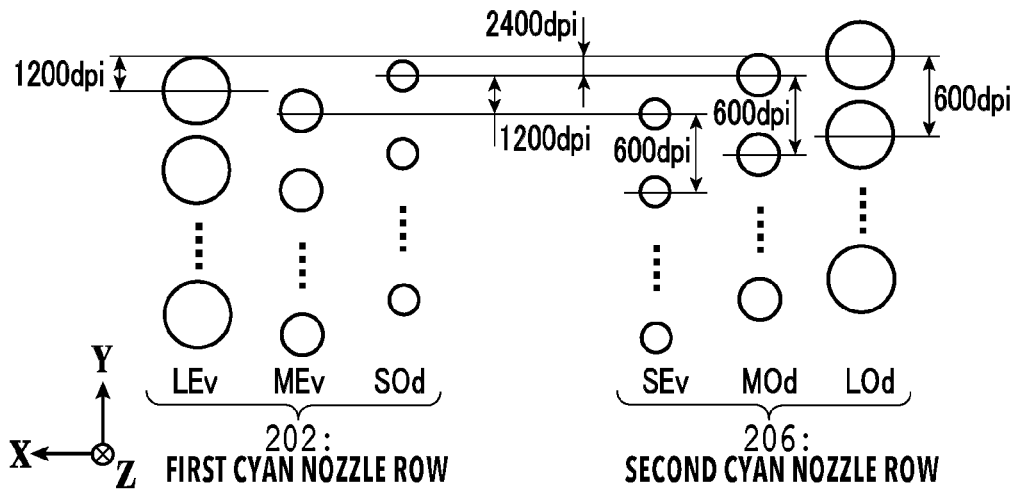 2400dpi
1200dpi
600dpi
600dpi
1200dpi
600dpi
LEv MEv SOd SEv MOd LOd
Y
X
Z
202:
FIRST CYAN NOZZLE ROW
206:
SECOND CYAN NOZZLE ROW